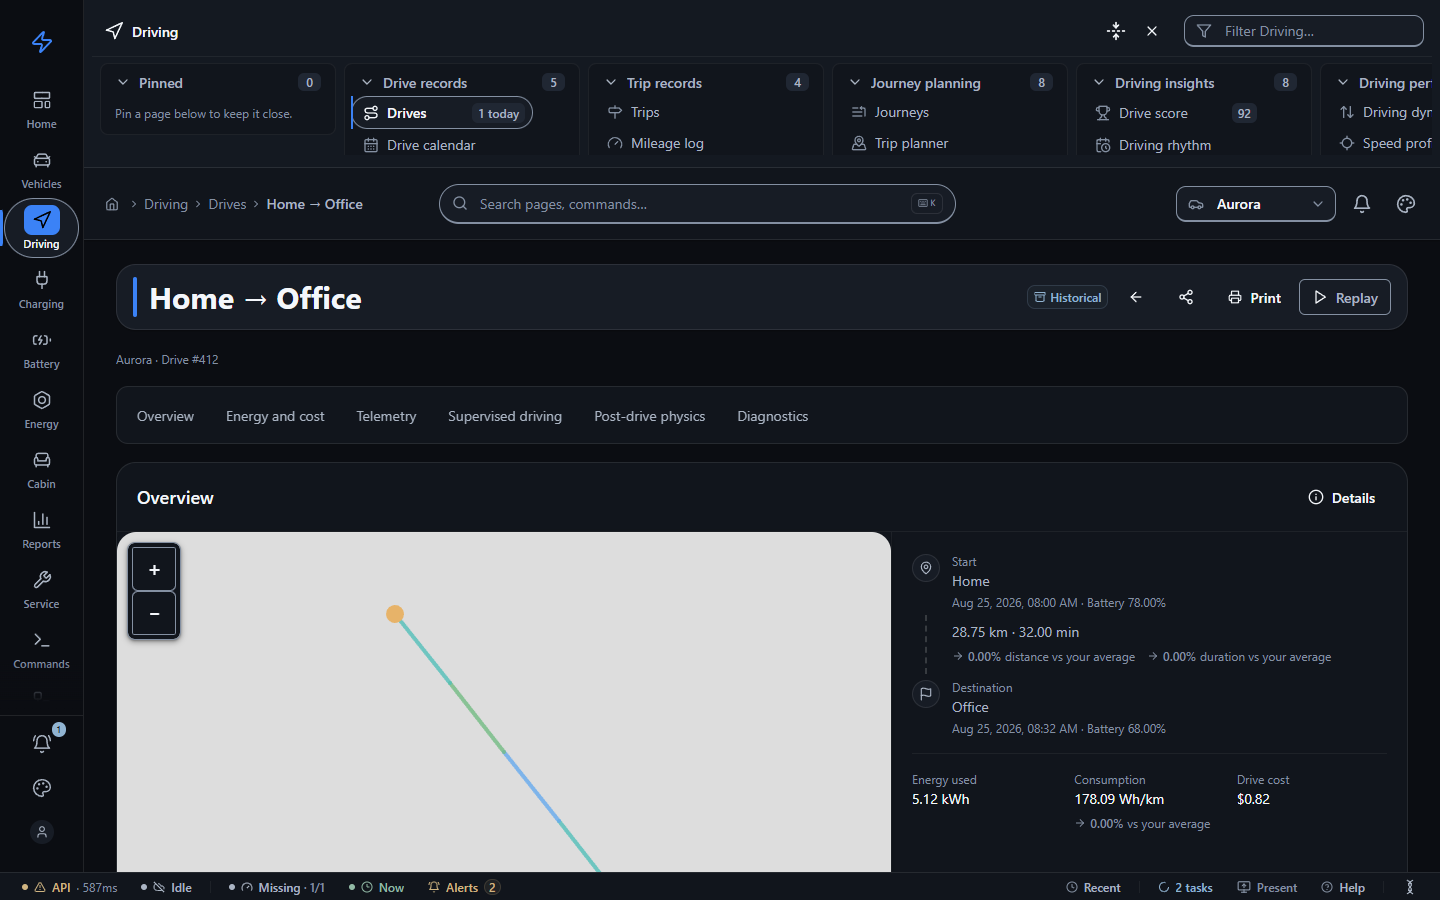 Driving
Filter Driving...
Home
Vehicles
Driving
Charging
Battery
Energy
Cabin
Reports
Service
Commands
1
Pinned 0
Pin a page below to keep it close.
Drive records 5
Drives 1 today
Drive calendar
Trip records 4
Trips
Mileage log
Journey planning 8
Journeys
Trip planner
Driving insights 8
Drive score 92
Driving rhythm
Driving per
Driving dyr
Speed prof
Driving > Drives > Home → Office
Search pages, commands...
K
Aurora
Home → Office
Historical
Print
Replay
Aurora · Drive #412
Overview
Energy and cost
Telemetry
Supervised driving
Post-drive physics
Diagnostics
Overview
Details
+
−
Start
Home
Aug 25, 2026, 08:00 AM · Battery 78.00%
28.75 km · 32.00 min
→ 0.00% distance vs your average → 0.00% duration vs your average
Destination
Office
Aug 25, 2026, 08:32 AM · Battery 68.00%
Energy used
5.12 kWh
Consumption
178.09 Wh/km
→ 0.00% vs your average
Drive cost
$0.82
API · 587ms
Idle
Missing · 1/1
Now
Alerts 2
Recent
2 tasks
Present
Help